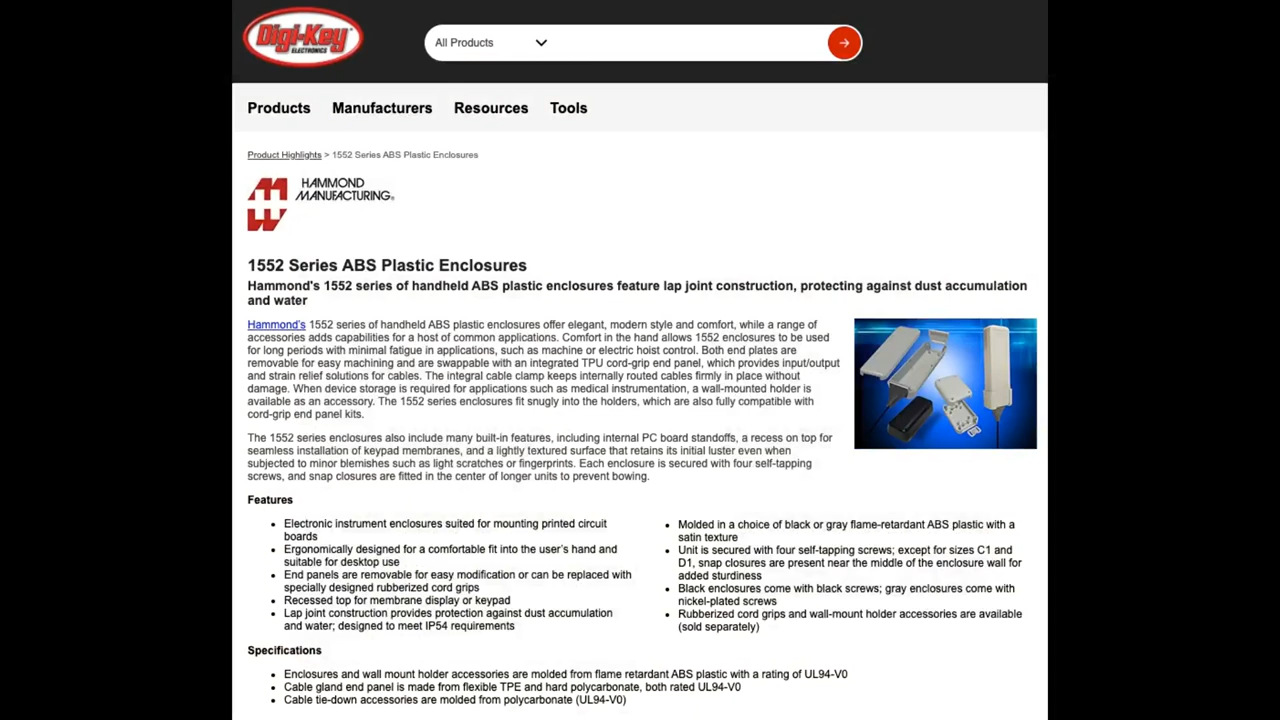 Digi-Key
ELECTRONICS
All Products
Products Manufacturers Resources Tools
Product Highlights > 1552 Series ABS Plastic Enclosures
HAMMOND
MANUFACTURING®
1552 Series ABS Plastic Enclosures
Hammond's 1552 series of handheld ABS plastic enclosures feature lap joint construction, protecting against dust accumulation
and water
Hammond's 1552 series of handheld ABS plastic enclosures offer elegant, modern style and comfort, while a range of
accessories adds capabilities for a host of common applications. Comfort in the hand allows 1552 enclosures to be used
for long periods with minimal fatigue in applications, such as machine or electric hoist control. Both end plates are
removable for easy machining and are swappable with an integrated TPU cord-grip end panel, which provides input/output
and strain relief solutions for cables. The integral cable clamp keeps internally routed cables firmly in place without
damage. When device storage is required for applications such as medical instrumentation, a wall-mounted holder is
available as an accessory. The 1552 series enclosures fit snugly into the holders, which are also fully compatible with
cord-grip end panel kits.
The 1552 series enclosures also include many built-in features, including internal PC board standoffs, a recess on top for
seamless installation of keypad membranes, and a lightly textured surface that retains its initial luster even when
subjected to minor blemishes such as light scratches or fingerprints. Each enclosure is secured with four self-tapping
screws, and snap closures are fitted in the center of longer units to prevent bowing.
Features
• Electronic instrument enclosures suited for mounting printed circuit
boards
• Ergonomically designed for a comfortable fit into the user's hand and
suitable for desktop use
• End panels are removable for easy modification or can be replaced with
specially designed rubberized cord grips
• Recessed top for membrane display or keypad
• Lap joint construction provides protection against dust accumulation
and water; designed to meet IP54 requirements
• Molded in a choice of black or gray flame-retardant ABS plastic with a
satin texture
• Unit is secured with four self-tapping screws; except for sizes C1 and
D1, snap closures are present near the middle of the enclosure wall for
added sturdiness
• Black enclosures come with black screws; gray enclosures come with
nickel-plated screws
• Rubberized cord grips and wall-mount holder accessories are available
(sold separately)
Specifications
• Enclosures and wall mount holder accessories are molded from flame retardant ABS plastic with a rating of UL94-V0
• Cable gland end panel is made from flexible TPE and hard polycarbonate, both rated UL94-V0
• Cable tie-down accessories are molded from polycarbonate (UL94-V0)